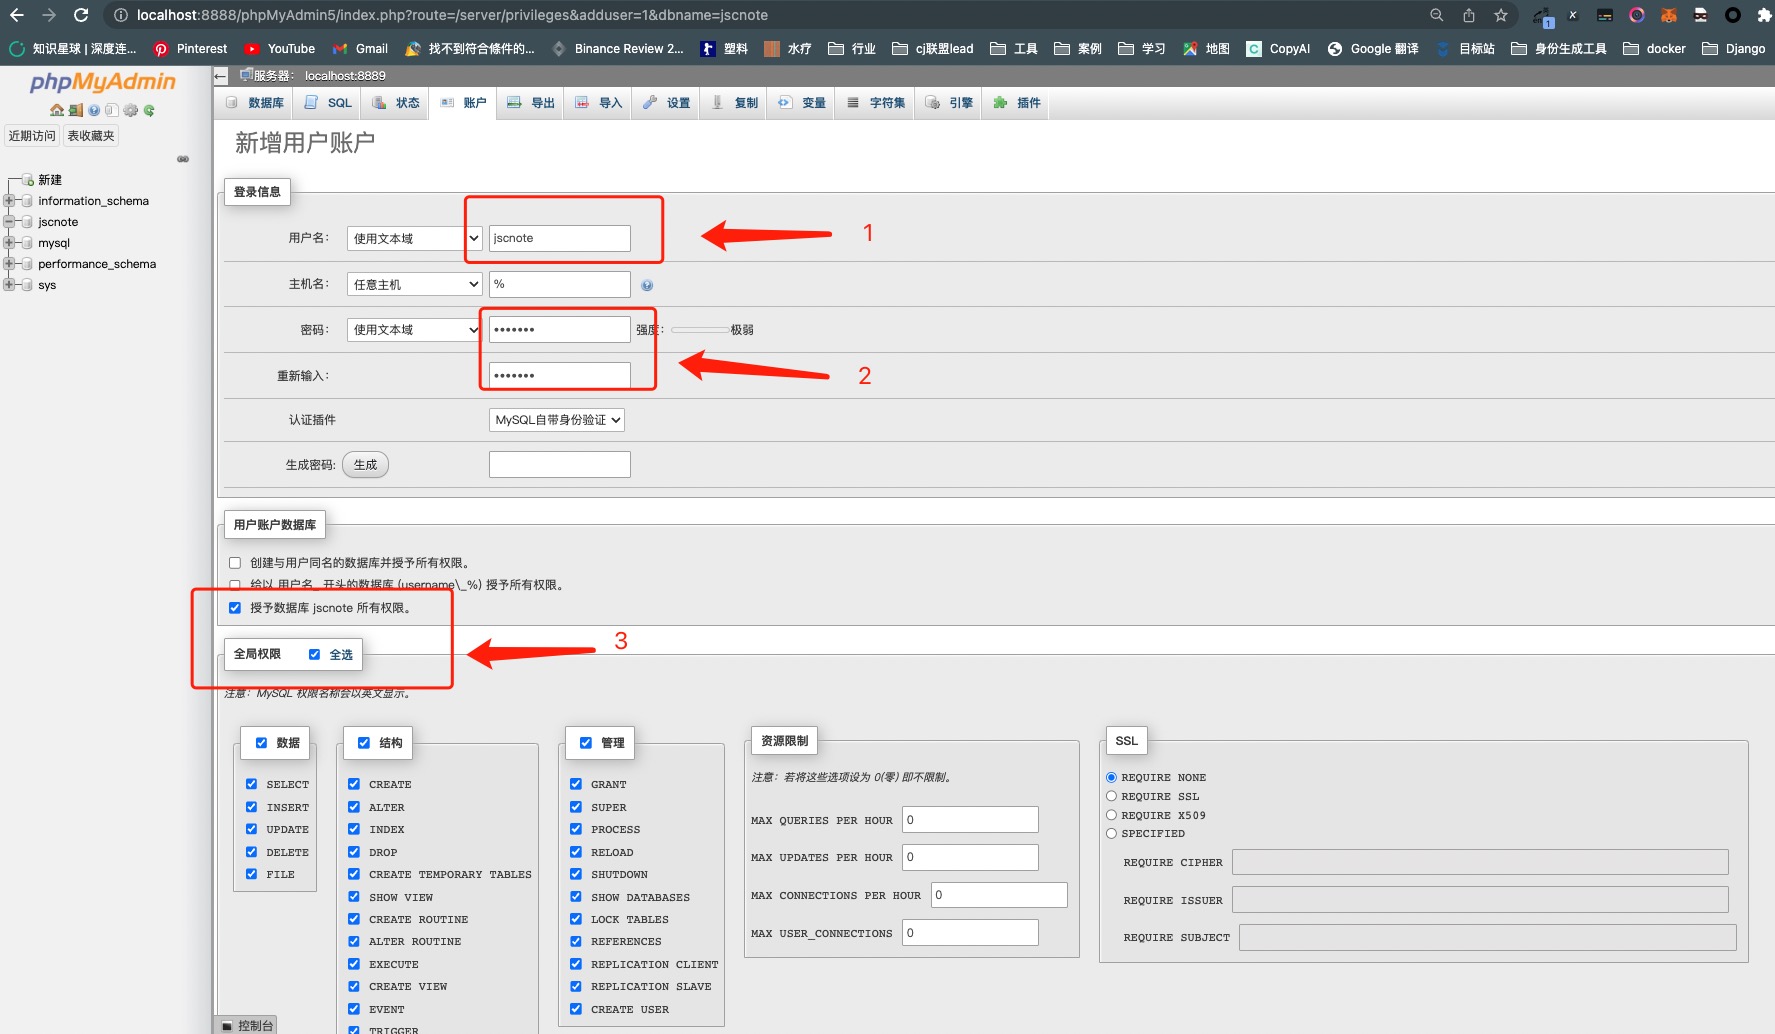 localhost:8888/phpMyAdmin5/index.php?route=/server/privileges&adduser=1&dbname=jscnote
知识星球 | 深度连... Pinterest YouTube Gmail 找不到符合條件的... Binance Review 2... 塑料 水疗 行业 cj联盟lead 工具 案例 学习 地图 CopyAI Google 翻译 目标站 身份生成工具 docker Django
phpMyAdmin
服务器: localhost:8889
数据库 SQL 状态 账户 导出 导入 设置 复制 变量 字符集 引擎 插件
近期访问 表收藏夹
新建
information_schema
jscnote
mysql
performance_schema
sys
新增用户账户
登录信息
用户名: 使用文本域 jscnote
1
主机名: 任意主机 %
密码: 使用文本域 ••••••• 强度: 极弱
重新输入: •••••••
2
认证插件 MySQL自带身份验证
生成密码: 生成
用户账户数据库
创建与用户同名的数据库并授予所有权限。
给以 用户名_ 开头的数据库 (username\_%) 授予所有权限。
授予数据库 jscnote 所有权限。
3
全局权限 全选
注意: MySQL 权限名称会以英文显示。
数据
SELECT
INSERT
UPDATE
DELETE
FILE
结构
CREATE
ALTER
INDEX
DROP
CREATE TEMPORARY TABLES
SHOW VIEW
CREATE ROUTINE
ALTER ROUTINE
EXECUTE
CREATE VIEW
EVENT
TRIGGER
管理
GRANT
SUPER
PROCESS
RELOAD
SHUTDOWN
SHOW DATABASES
LOCK TABLES
REFERENCES
REPLICATION CLIENT
REPLICATION SLAVE
CREATE USER
资源限制
注意: 若将这些选项设为 0(零) 即不限制。
MAX QUERIES PER HOUR 0
MAX UPDATES PER HOUR 0
MAX CONNECTIONS PER HOUR 0
MAX USER_CONNECTIONS 0
SSL
REQUIRE NONE
REQUIRE SSL
REQUIRE X509
SPECIFIED
REQUIRE CIPHER
REQUIRE ISSUER
REQUIRE SUBJECT
控制台